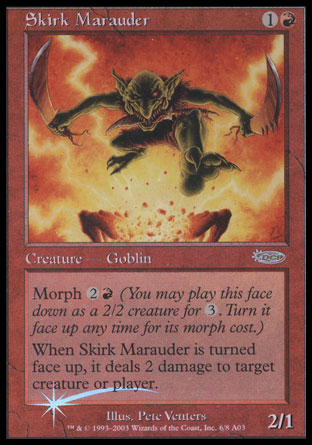 Skirk Marauder 1
Creature — Goblin
DCI
Morph 2 (You may play this face
down as a 2/2 creature for 3. Turn it
face up any time for its morph cost.)
When Skirk Marauder is turned
face up, it deals 2 damage to target
creature or player.
Illus. Pete Venters
2/1
™ & © 1993–2003 Wizards of the Coast, Inc. 6/8 A03